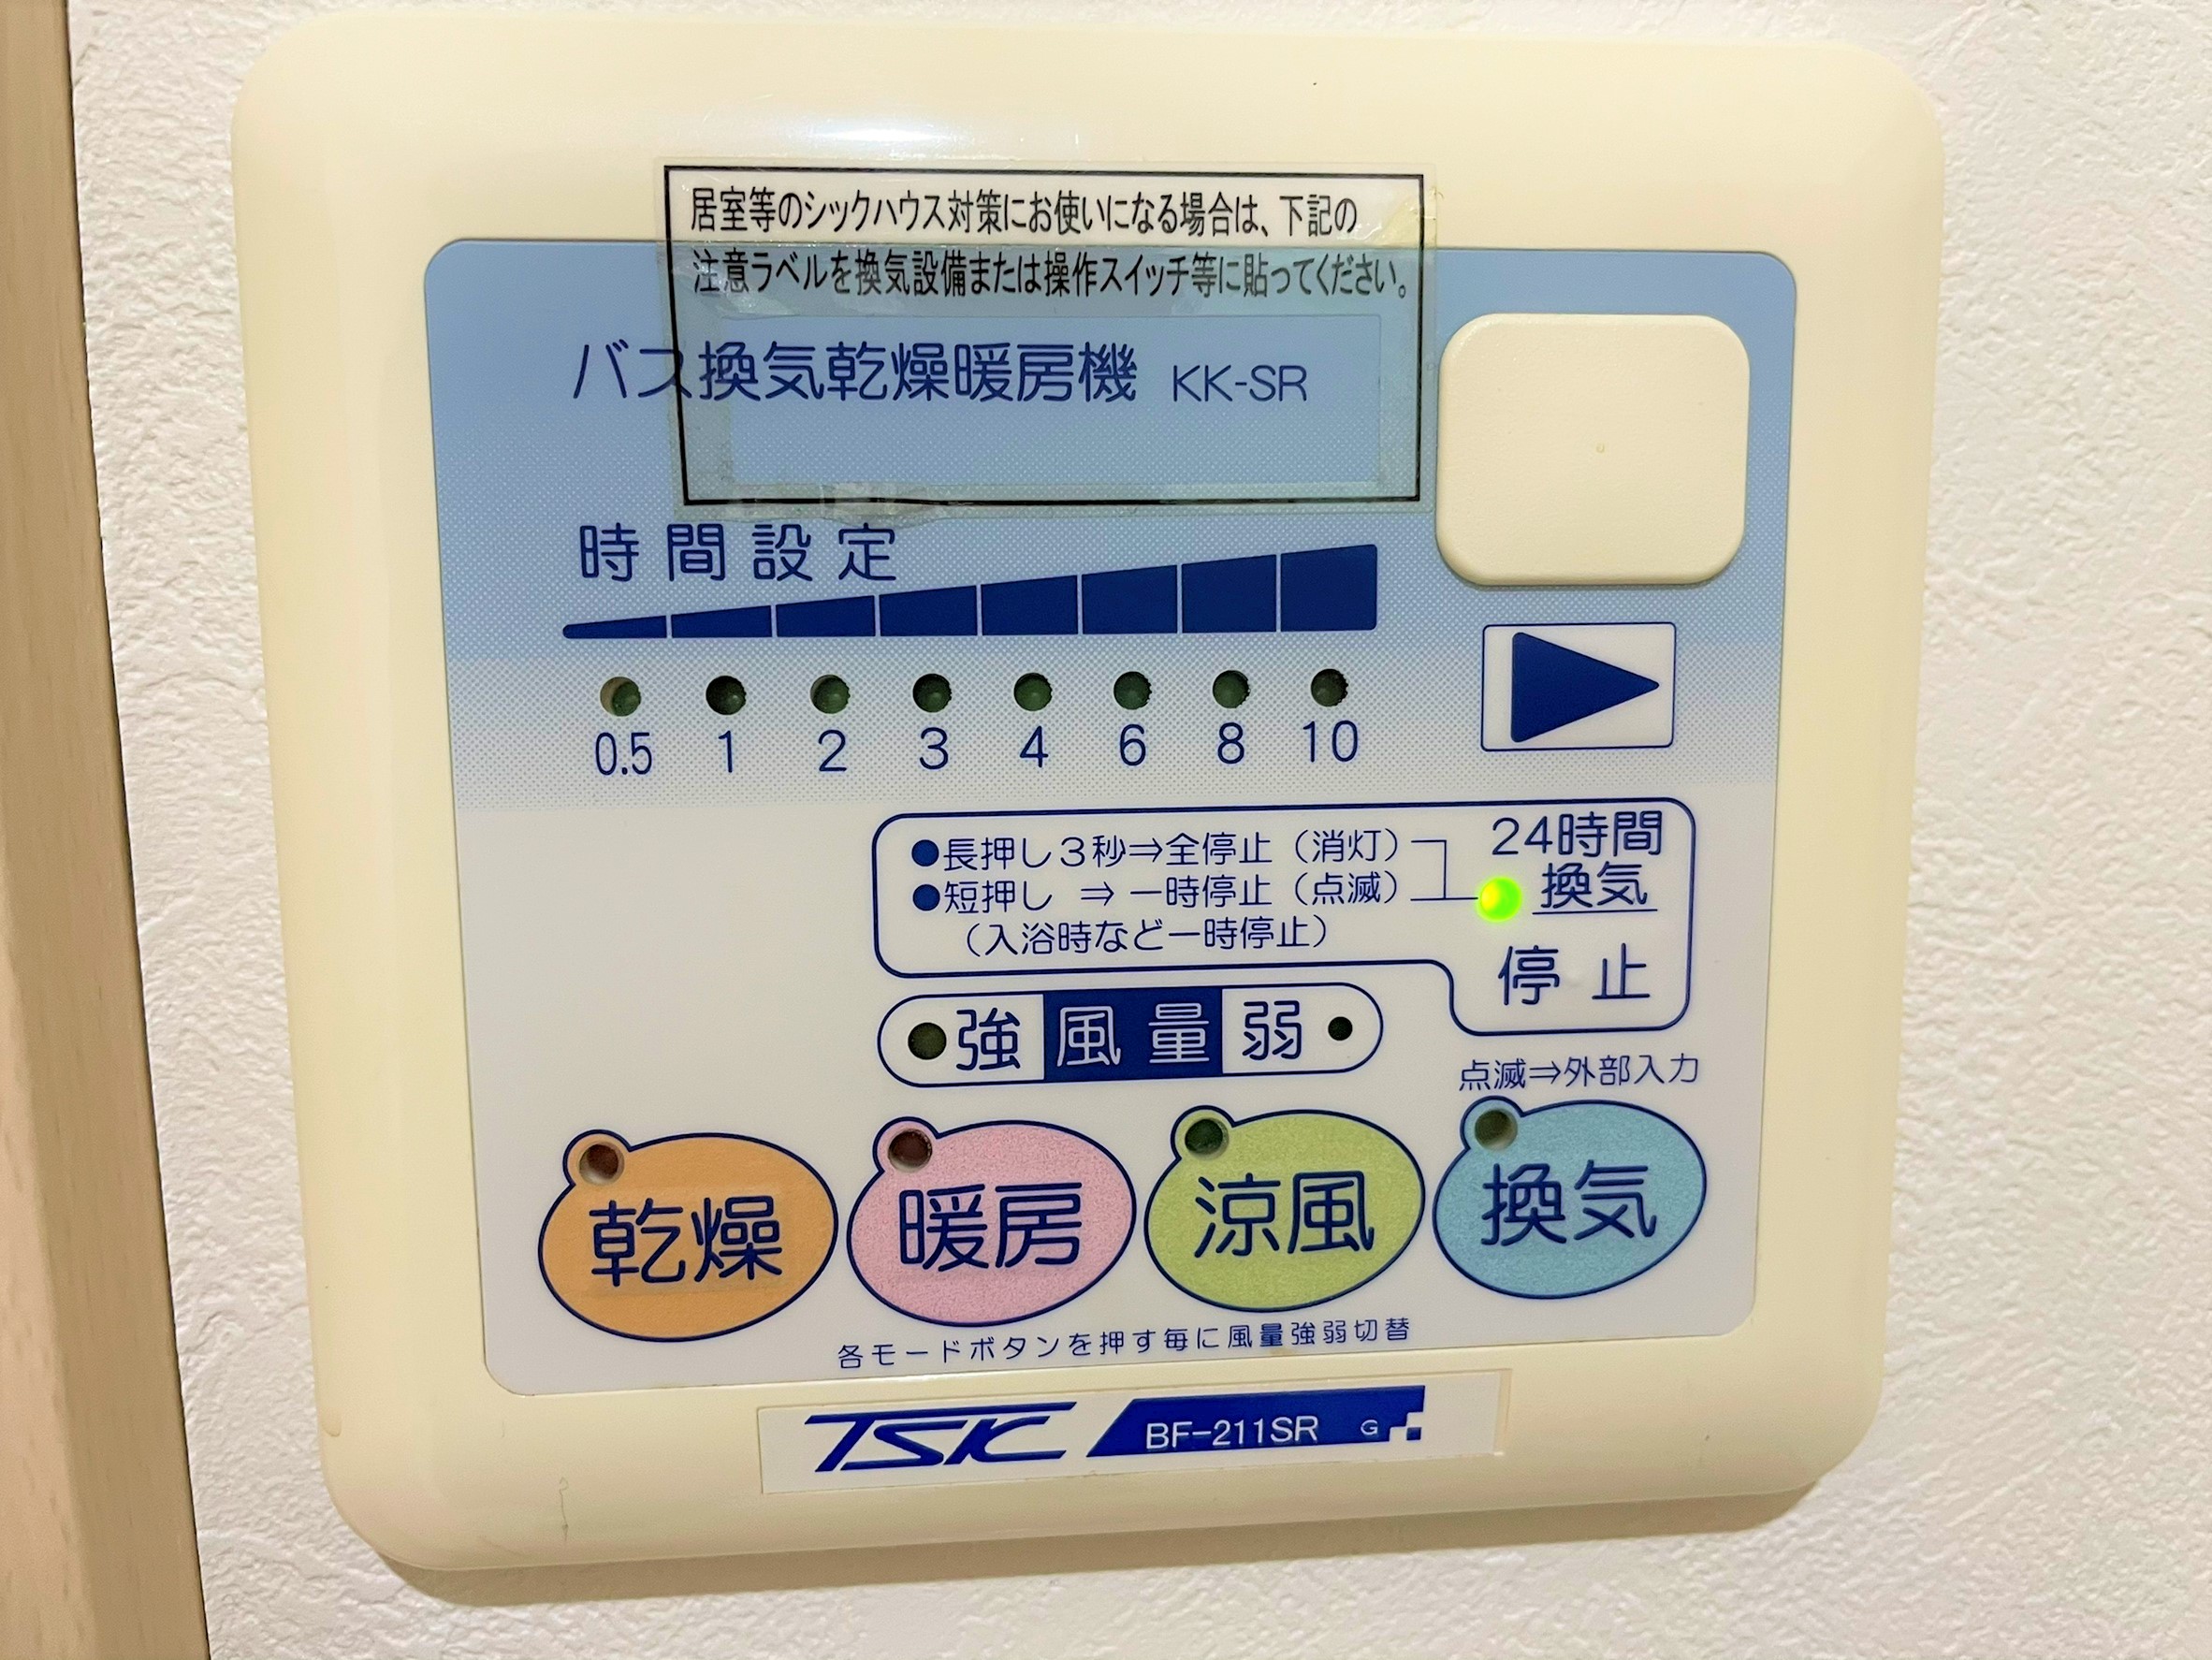 居室等のシックハウス対策にお使いになる場合は、下記の
注意ラベルを換気設備または操作スイッチ等に貼ってください。
バス換気乾燥暖房機 KK-SR
時間設定
0.5 1 2 3 4 6 8 10
24時間
換気
●長押し3秒⇒全停止（消灯）
●短押し ⇒ 一時停止（点滅）
（入浴時など一時停止）
停止
強 風量 弱
点滅⇒外部入力
乾燥 暖房 涼風 換気
各モードボタンを押す毎に風量強弱切替
TSK BF-211SR G